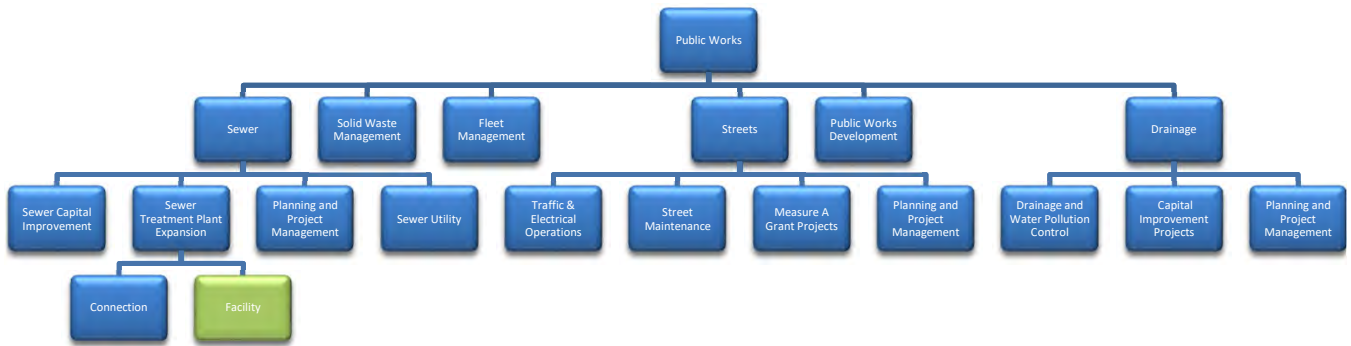 Public Works
Sewer
Solid Waste
Management
Fleet
Management
Streets
Public Works
Development
Drainage
Sewer Capital
Improvement
Sewer
Treatment Plant
Expansion
Planning and
Project
Management
Sewer Utility
Traffic &
Electrical
Operations
Street
Maintenance
Measure A
Grant Projects
Planning and
Project
Management
Drainage and
Water Pollution
Control
Capital
Improvement
Projects
Planning and
Project
Management
Connection
Facility